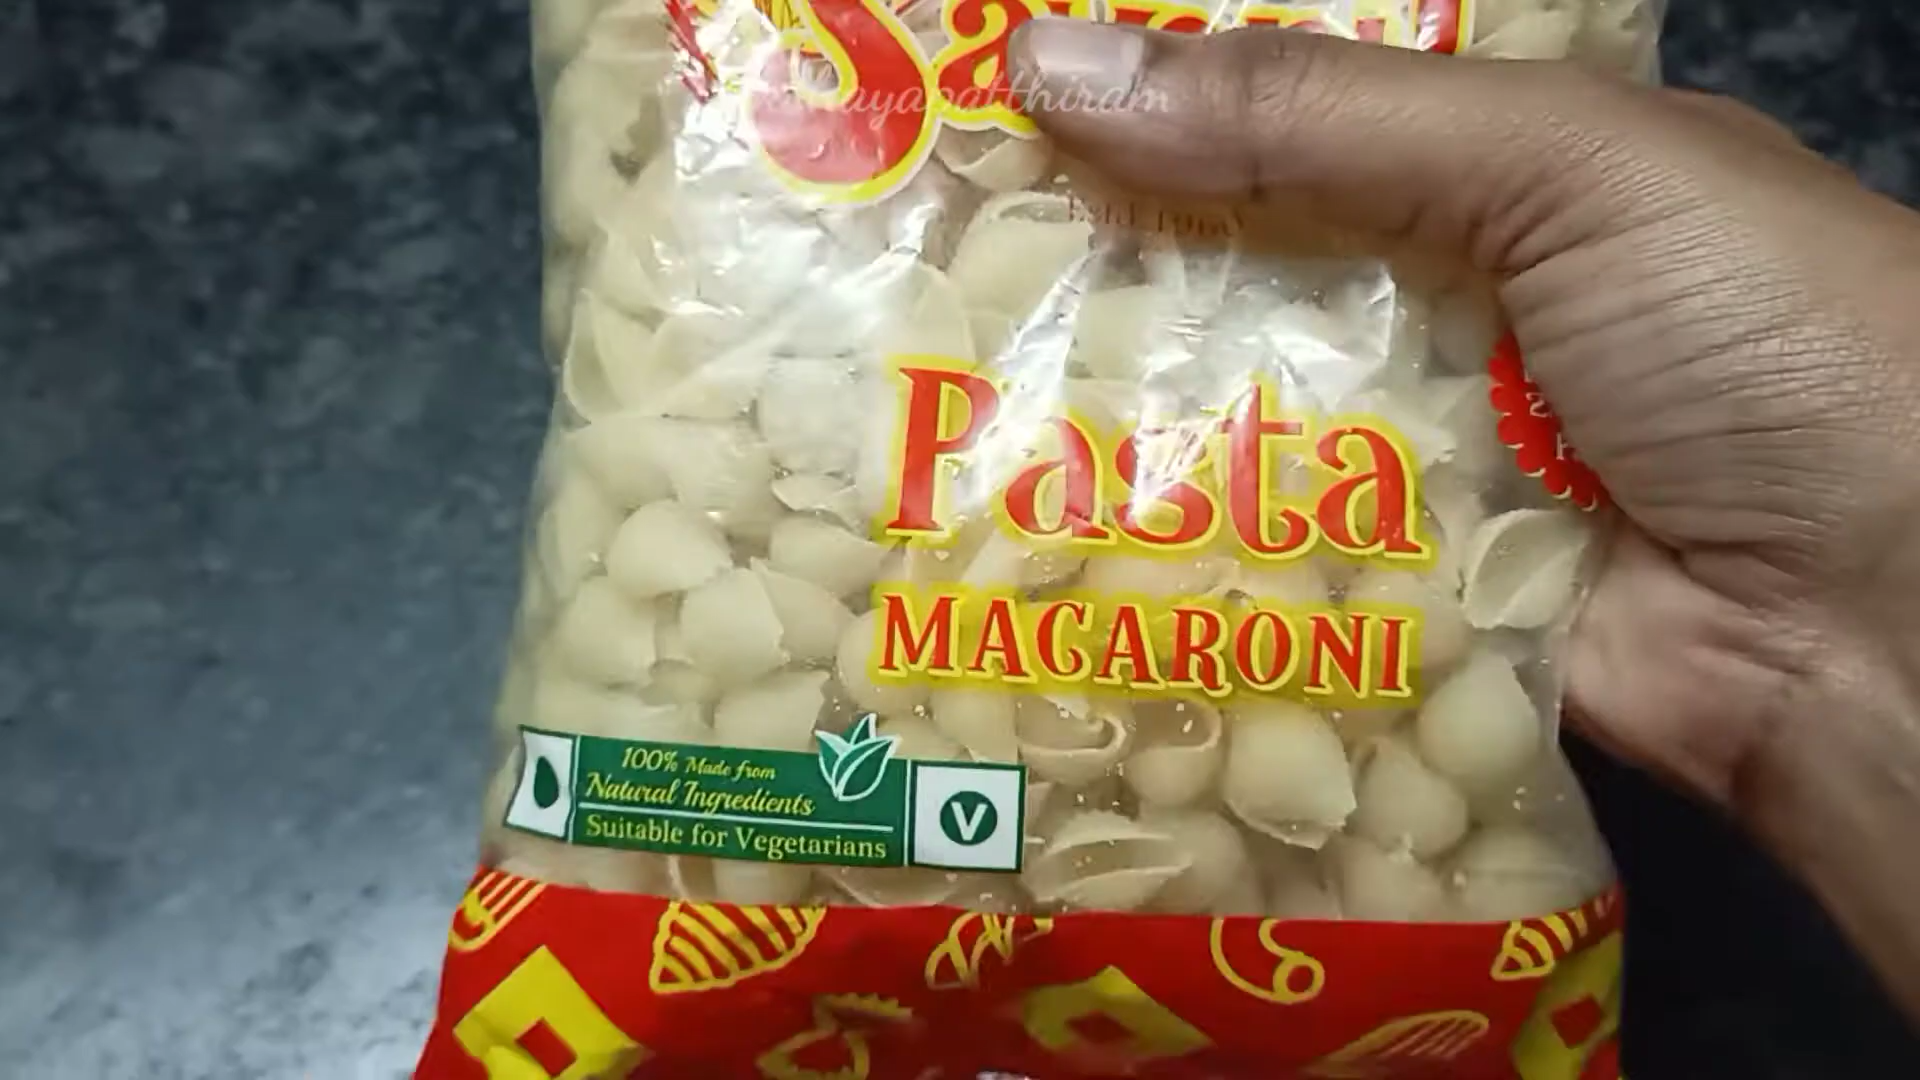 Pasta
MACARONI
100% Made from
Natural Ingredients
Suitable for Vegetarians
V